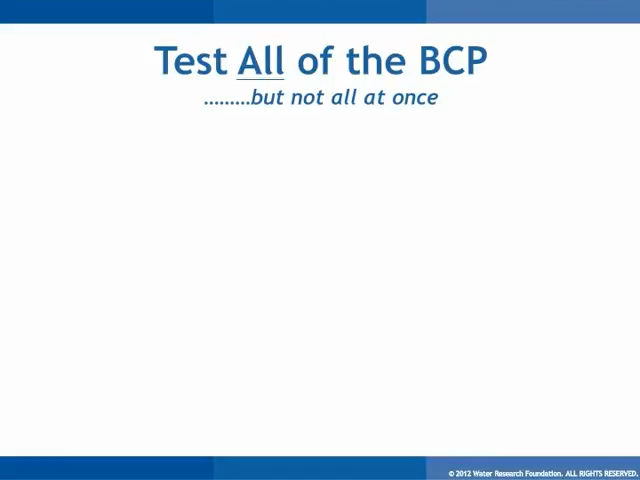 Test All of the BCP
.........but not all at once
© 2012 Water Research Foundation. ALL RIGHTS RESERVED.